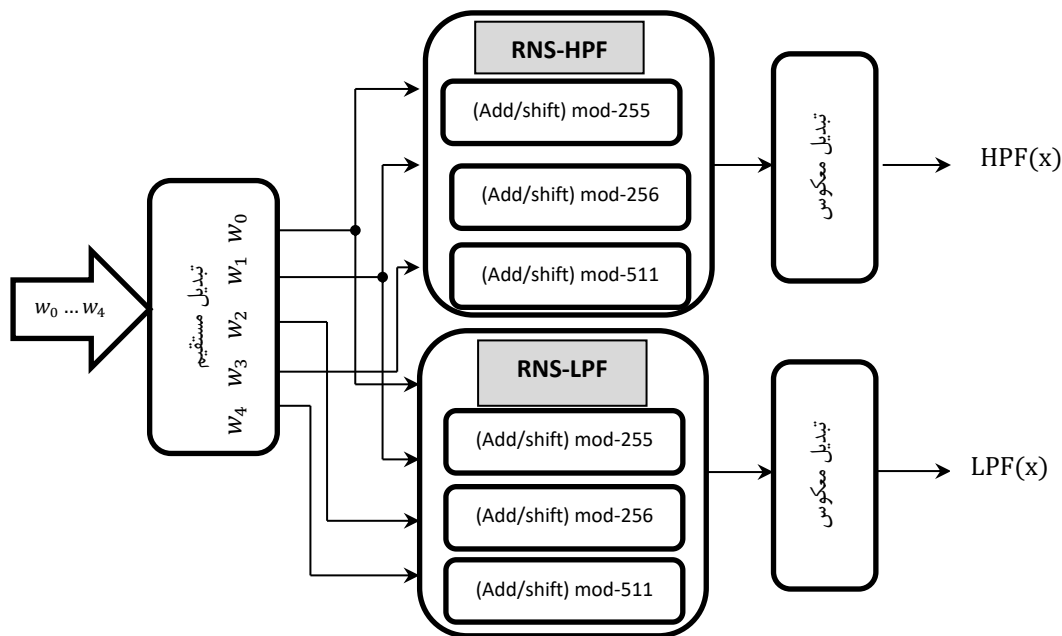 w₀ … w₄
تبدیل مستقیم
w₀
w₁
w₂
w₃
w₄
RNS-HPF
(Add/shift) mod-255
(Add/shift) mod-256
(Add/shift) mod-511
تبدیل معکوس
HPF(x)
RNS-LPF
(Add/shift) mod-255
(Add/shift) mod-256
(Add/shift) mod-511
تبدیل معکوس
LPF(x)